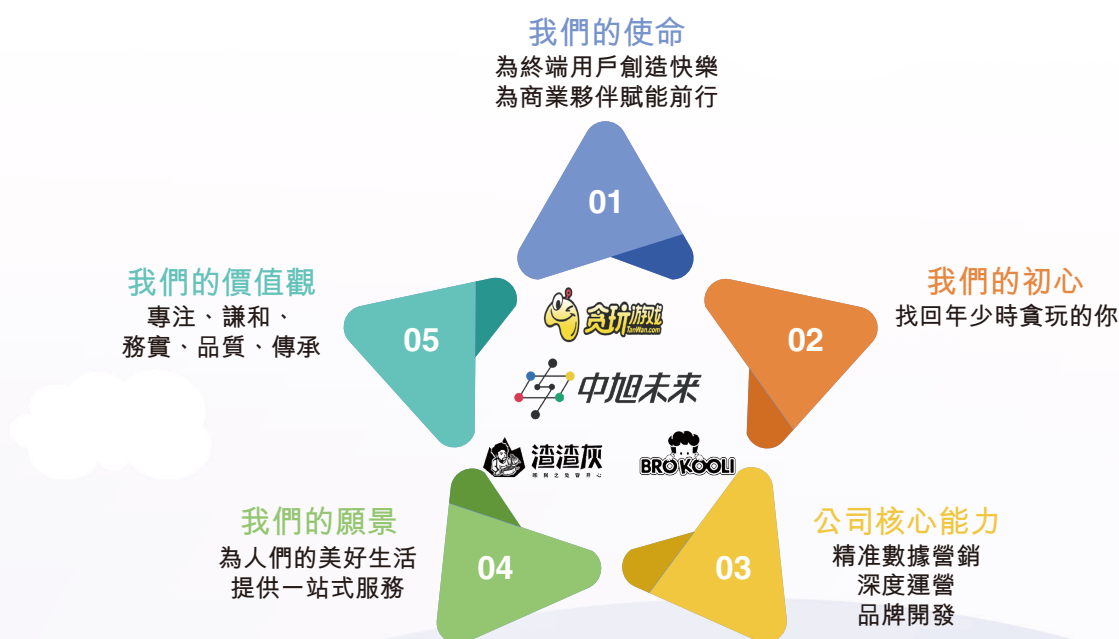 我們的使命
為終端用戶創造快樂
為商業夥伴賦能前行
01
我們的初心
找回年少時貪玩的你
02
公司核心能力
精准數據營銷
深度運營
品牌開發
03
我們的願景
為人們的美好生活
提供一站式服務
04
我們的價值觀
專注、謙和、
務實、品質、傳承
05
贪玩游戏
TanWan.com
中旭未来
渣渣灰
BRO KOOLI